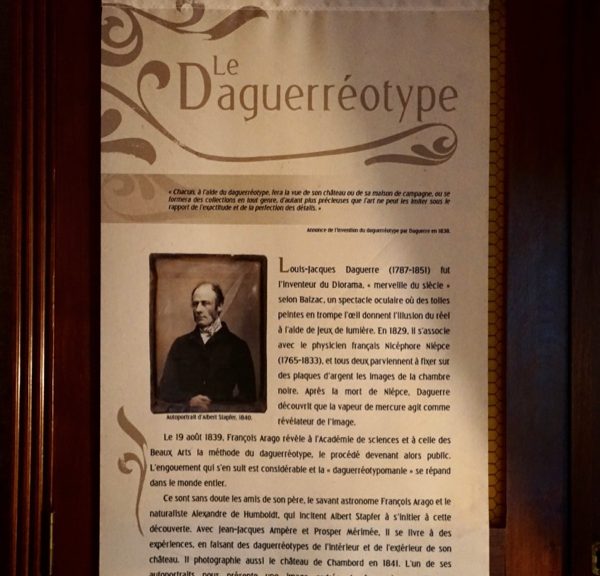 Le
Daguerréotype
« Chacun, à l'aide du daguerréotype, fera la vue de son château ou de sa maison de campagne, ou se
formera des collections en tout genre, d'autant plus précieuses que l'art ne peut les imiter sous le
rapport de l'exactitude et de la perfection des détails. »
Annonce de l'invention du daguerréotype par Daguerre en 1838.
Louis-Jacques Daguerre (1787-1851) fut
l'inventeur du Diorama, « merveille du siècle »
selon Balzac, un spectacle oculaire où des toiles
peintes en trompe l'œil donnent l'illusion du réel
à l'aide de jeux de lumière. En 1829, il s'associe
avec le physicien français Nicéphore Niépce
(1765-1833), et tous deux parviennent à fixer sur
des plaques d'argent les images de la chambre
noire. Après la mort de Niépce, Daguerre
découvrit que la vapeur de mercure agit comme
révélateur de l'image.
Autoportrait d'Albert Stapfer, 1840.
Le 19 août 1839, François Arago révèle à l'Académie de sciences et à celle des
Beaux Arts la méthode du daguerréotype, le procédé devenant alors public.
L'engouement qui s'en suit est considérable et la « daguerréotypomanie » se répand
dans le monde entier.
Ce sont sans doute les amis de son père, le savant astronome François Arago et le
naturaliste Alexandre de Humboldt, qui incitent Albert Stapfer à s'initier à cette
découverte. Avec Jean-Jacques Ampère et Prosper Mérimée, il se livre à des
expériences, en faisant des daguerréotypes de l'intérieur et de l'extérieur de son
château. Il photographie aussi le château de Chambord en 1841. L'un de ses
autoportraits nous présente une image